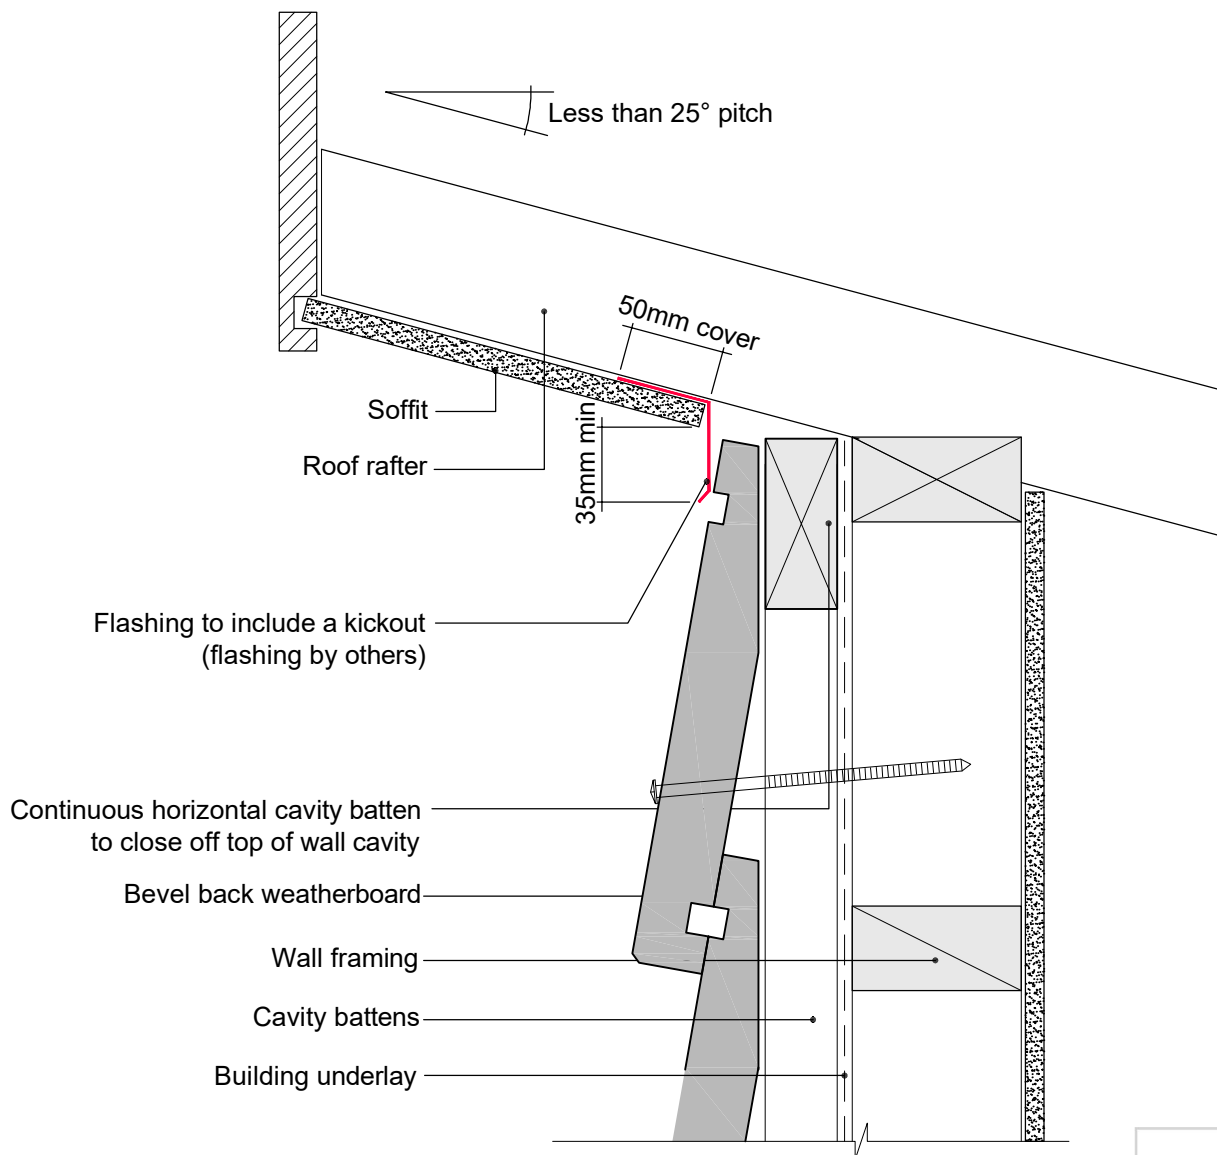 Less than 25° pitch
50mm cover
Soffit
35mm min
Roof rafter
Flashing to include a kickout
(flashing by others)
Continuous horizontal cavity batten
to close off top of wall cavity
Bevel back weatherboard
Wall framing
Cavity battens
Building underlay